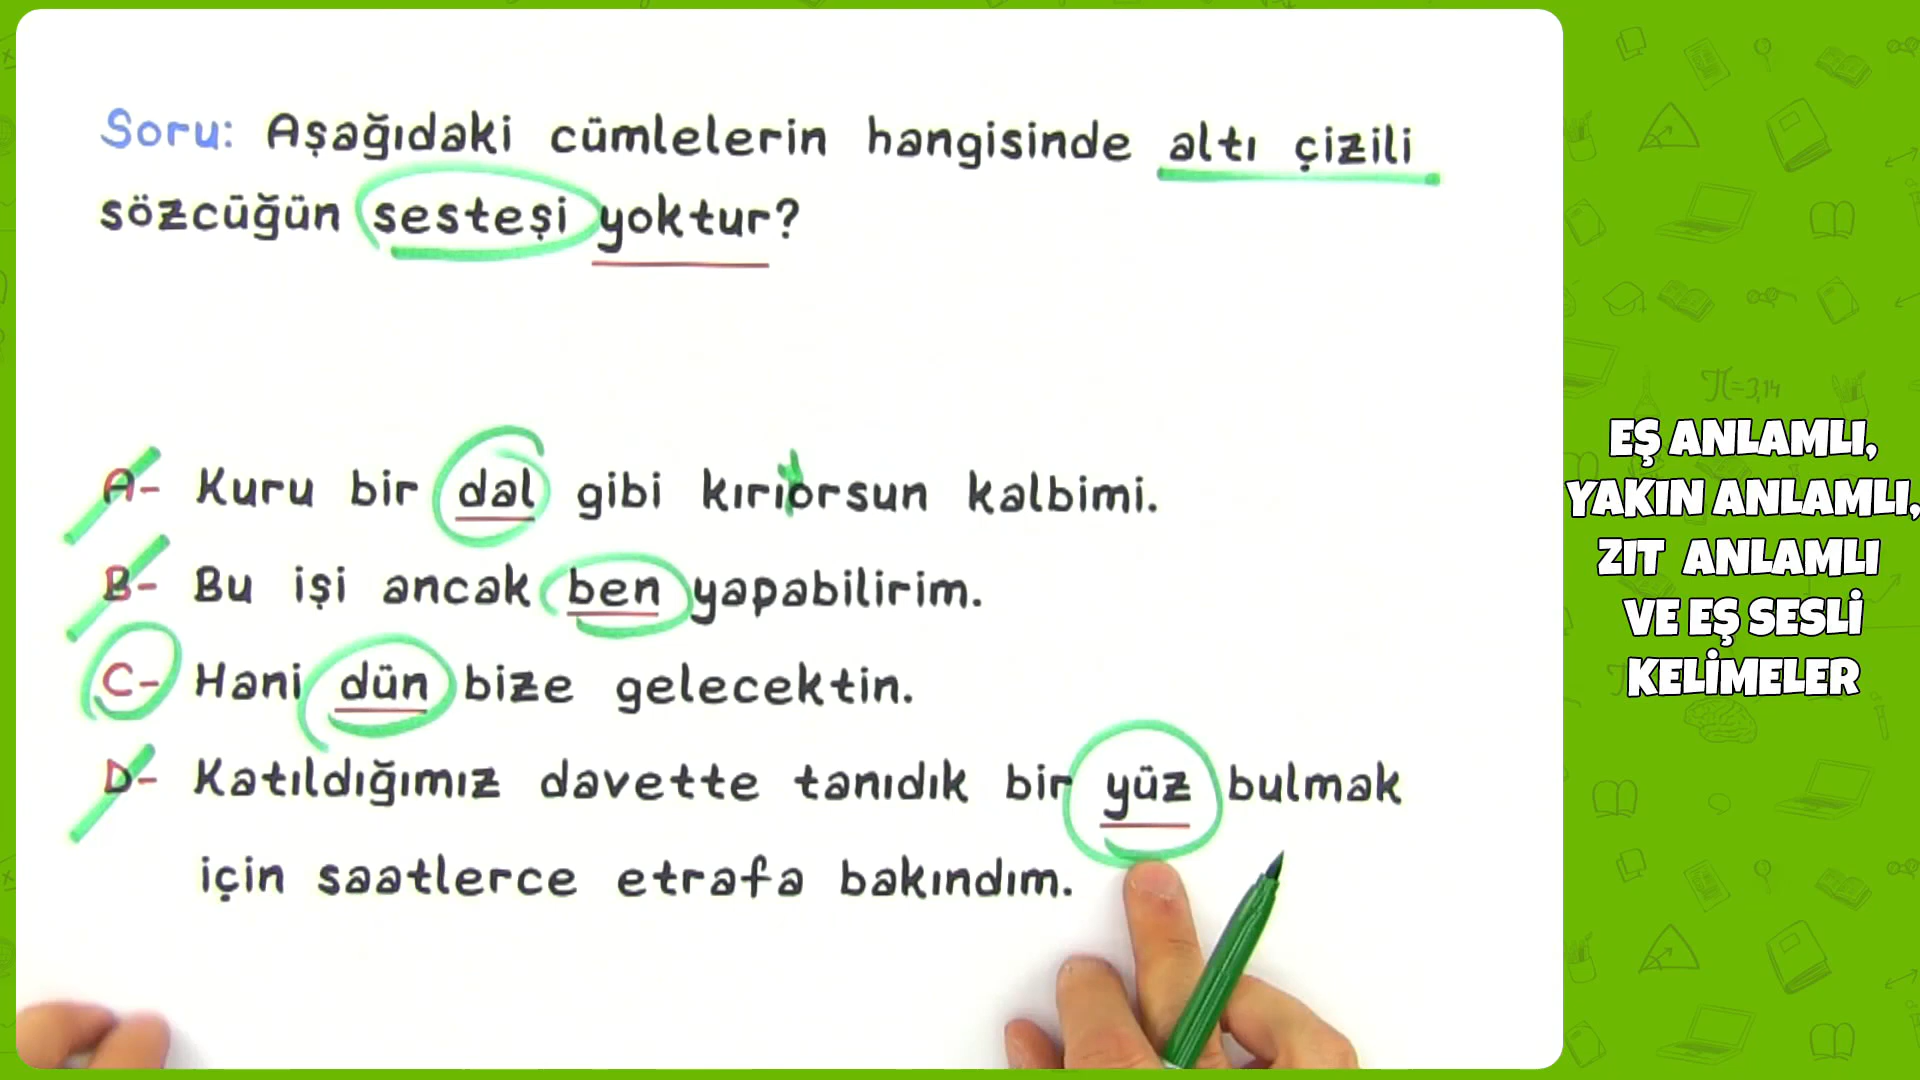 Soru: Aşağıdaki cümlelerin hangisinde altı çizili
sözcüğün sesteşi yoktur?
A- Kuru bir dal gibi kırıorsun kalbimi.
B- Bu işi ancak ben yapabilirim.
C- Hani dün bize gelecektin.
D- Katıldığımız davette tanıdık bir yüz bulmak
için saatlerce etrafa bakındım.
EŞ ANLAMLI,
YAKIN ANLAMLI,
ZIT ANLAMLI
VE EŞ SESLİ
KELİMELER
π=3,14